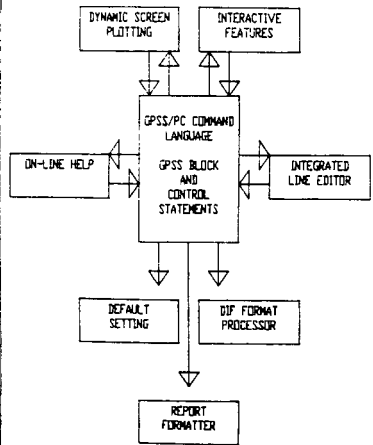 DYNAMIC SCREEN
PLOTTING
INTERACTIVE
FEATURES
GPSS/PC COMMAND
LANGUAGE
GPSS BLOCK
AND
CONTROL
STATEMENTS
ON-LINE HELP
INTEGRATED
LINE EDITOR
DEFAULT
SETTING
DIF FORMAT
PROCESSOR
REPORT
FORMATTER